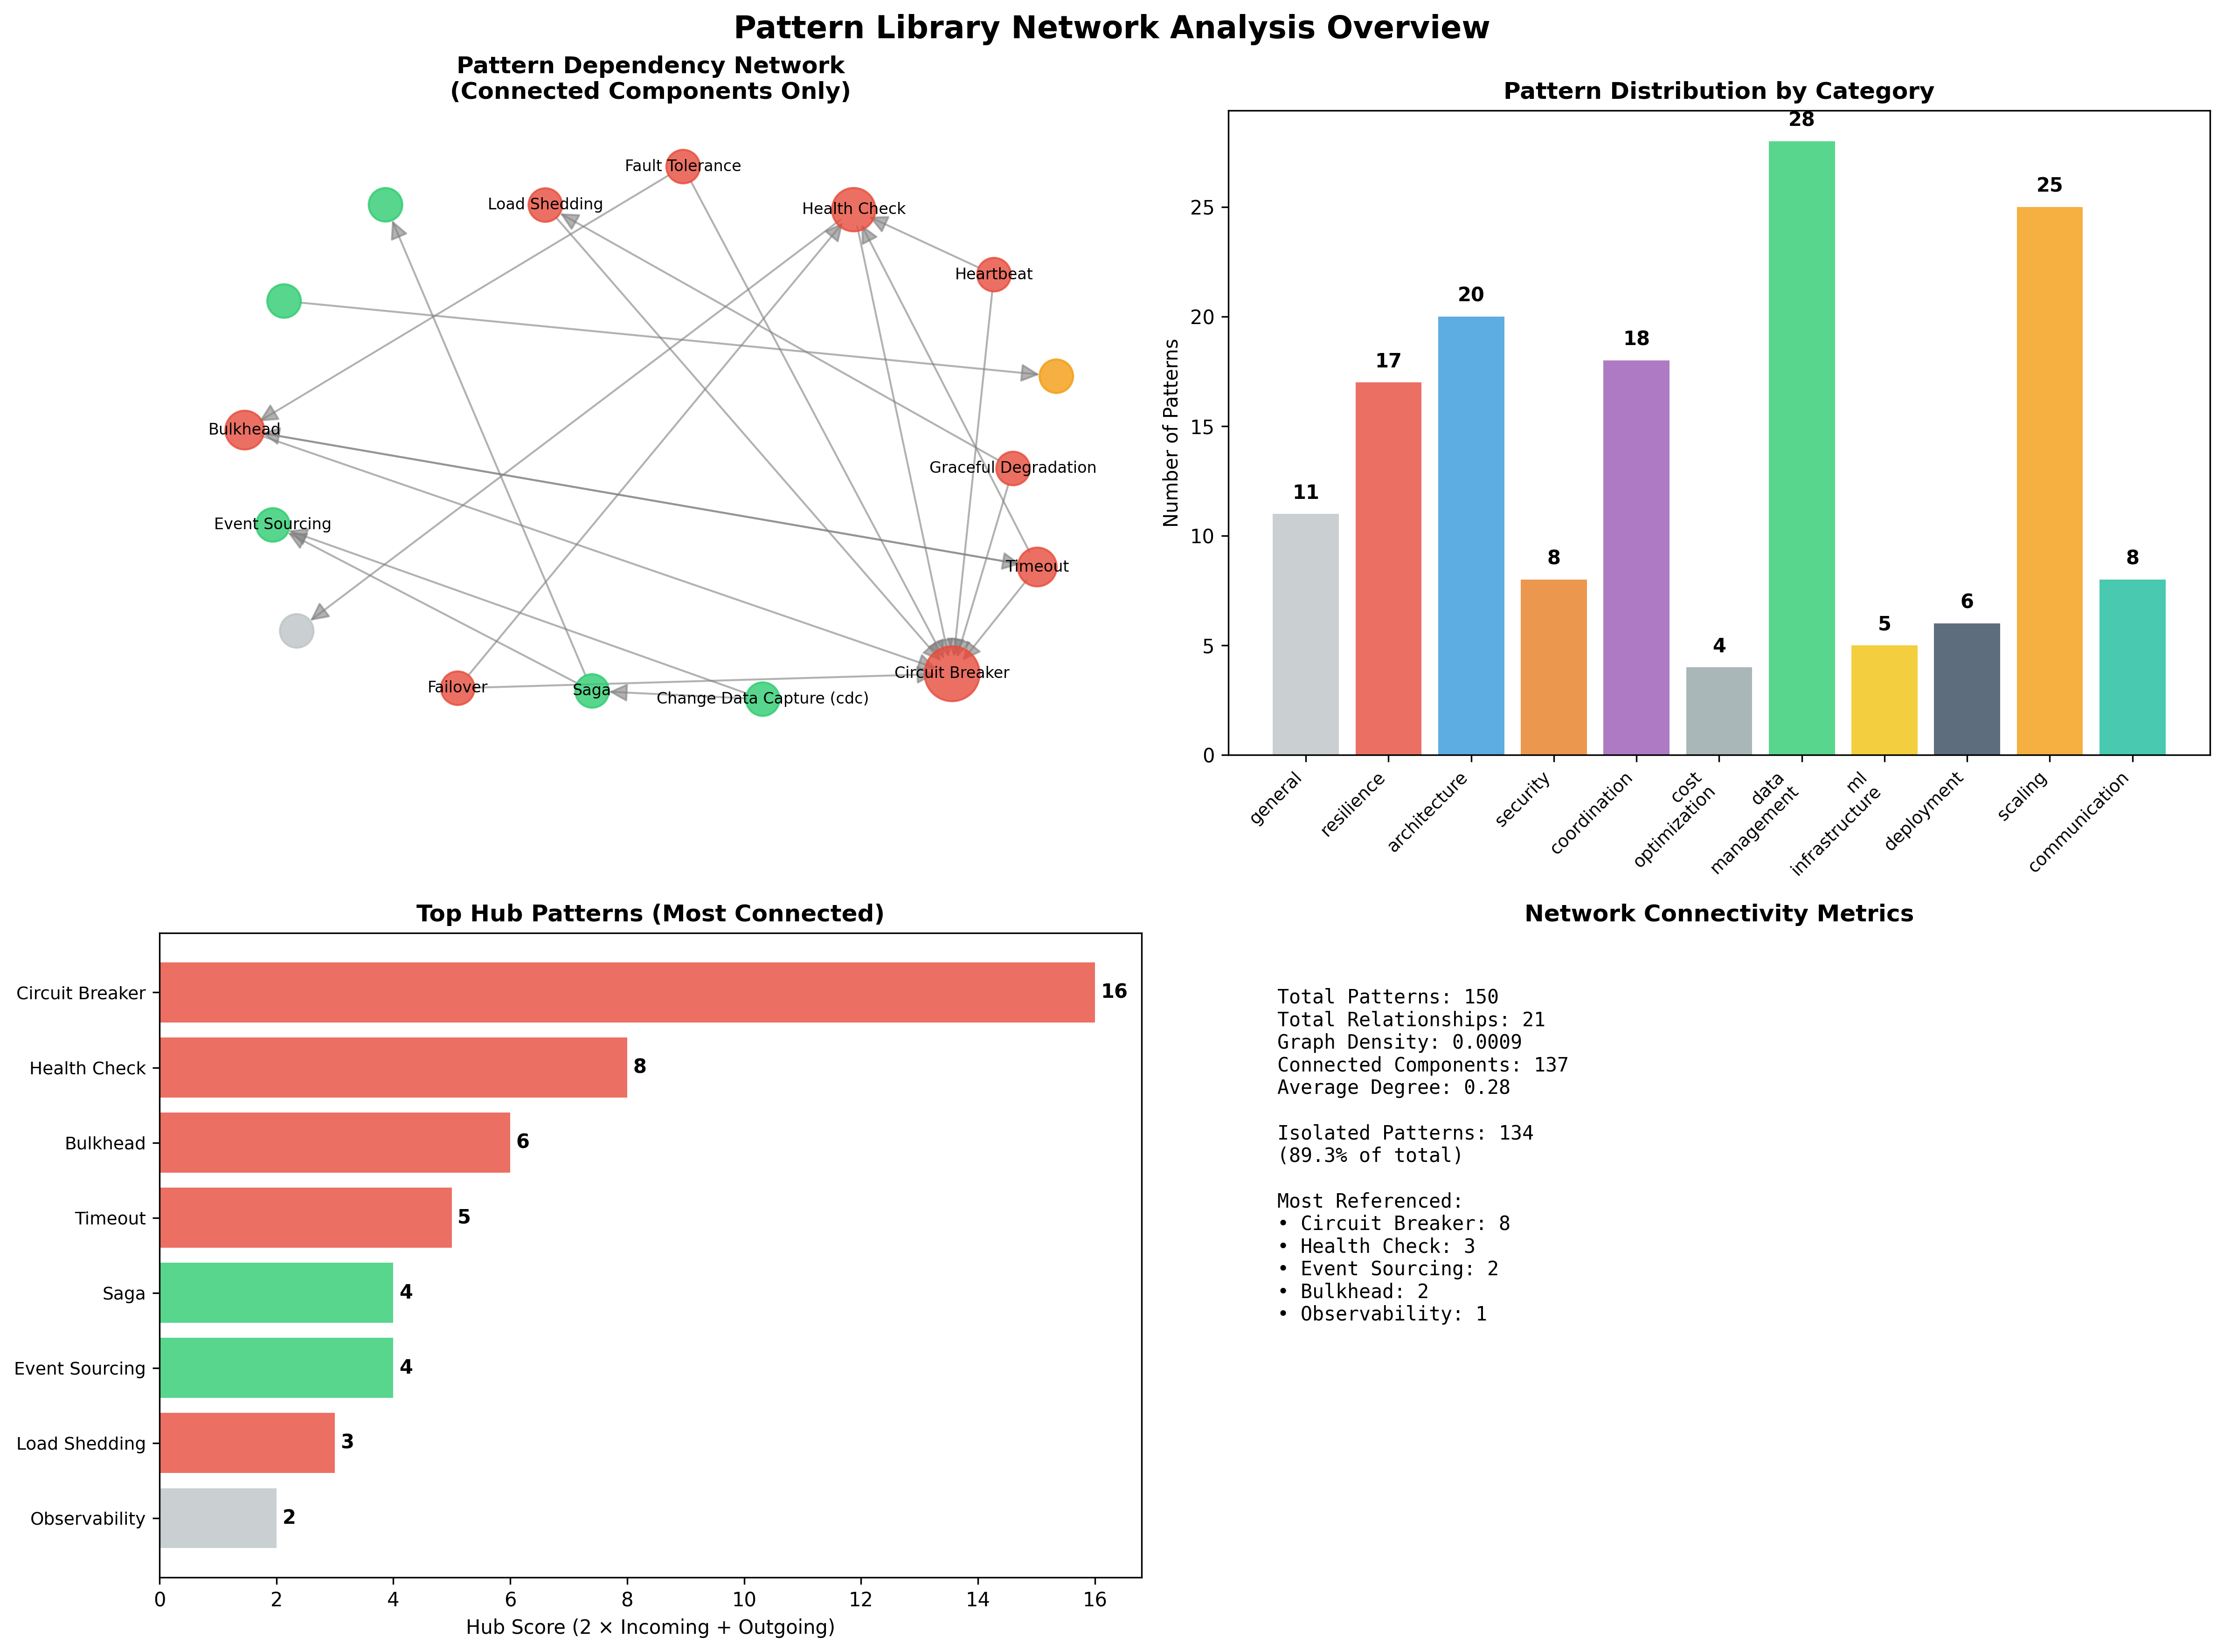 Pattern Library Network Analysis Overview
Pattern Dependency Network
(Connected Components Only)
Fault Tolerance
Load Shedding
Health Check
Heartbeat
Bulkhead
Graceful Degradation
Event Sourcing
Timeout
Circuit Breaker
Failover
Saga
Change Data Capture (cdc)
Pattern Distribution by Category
Number of Patterns
25
20
15
10
5
0
11
17
20
8
18
4
28
5
6
25
8
general
resilience
architecture
security
coordination
cost
optimization
data
management
ml
infrastructure
deployment
scaling
communication
Top Hub Patterns (Most Connected)
Circuit Breaker
16
Health Check
8
Bulkhead
6
Timeout
5
Saga
4
Event Sourcing
4
Load Shedding
3
Observability
2
0 2 4 6 8 10 12 14 16
Hub Score (2 × Incoming + Outgoing)
Network Connectivity Metrics
Total Patterns: 150
Total Relationships: 21
Graph Density: 0.0009
Connected Components: 137
Average Degree: 0.28
Isolated Patterns: 134
(89.3% of total)
Most Referenced:
• Circuit Breaker: 8
• Health Check: 3
• Event Sourcing: 2
• Bulkhead: 2
• Observability: 1